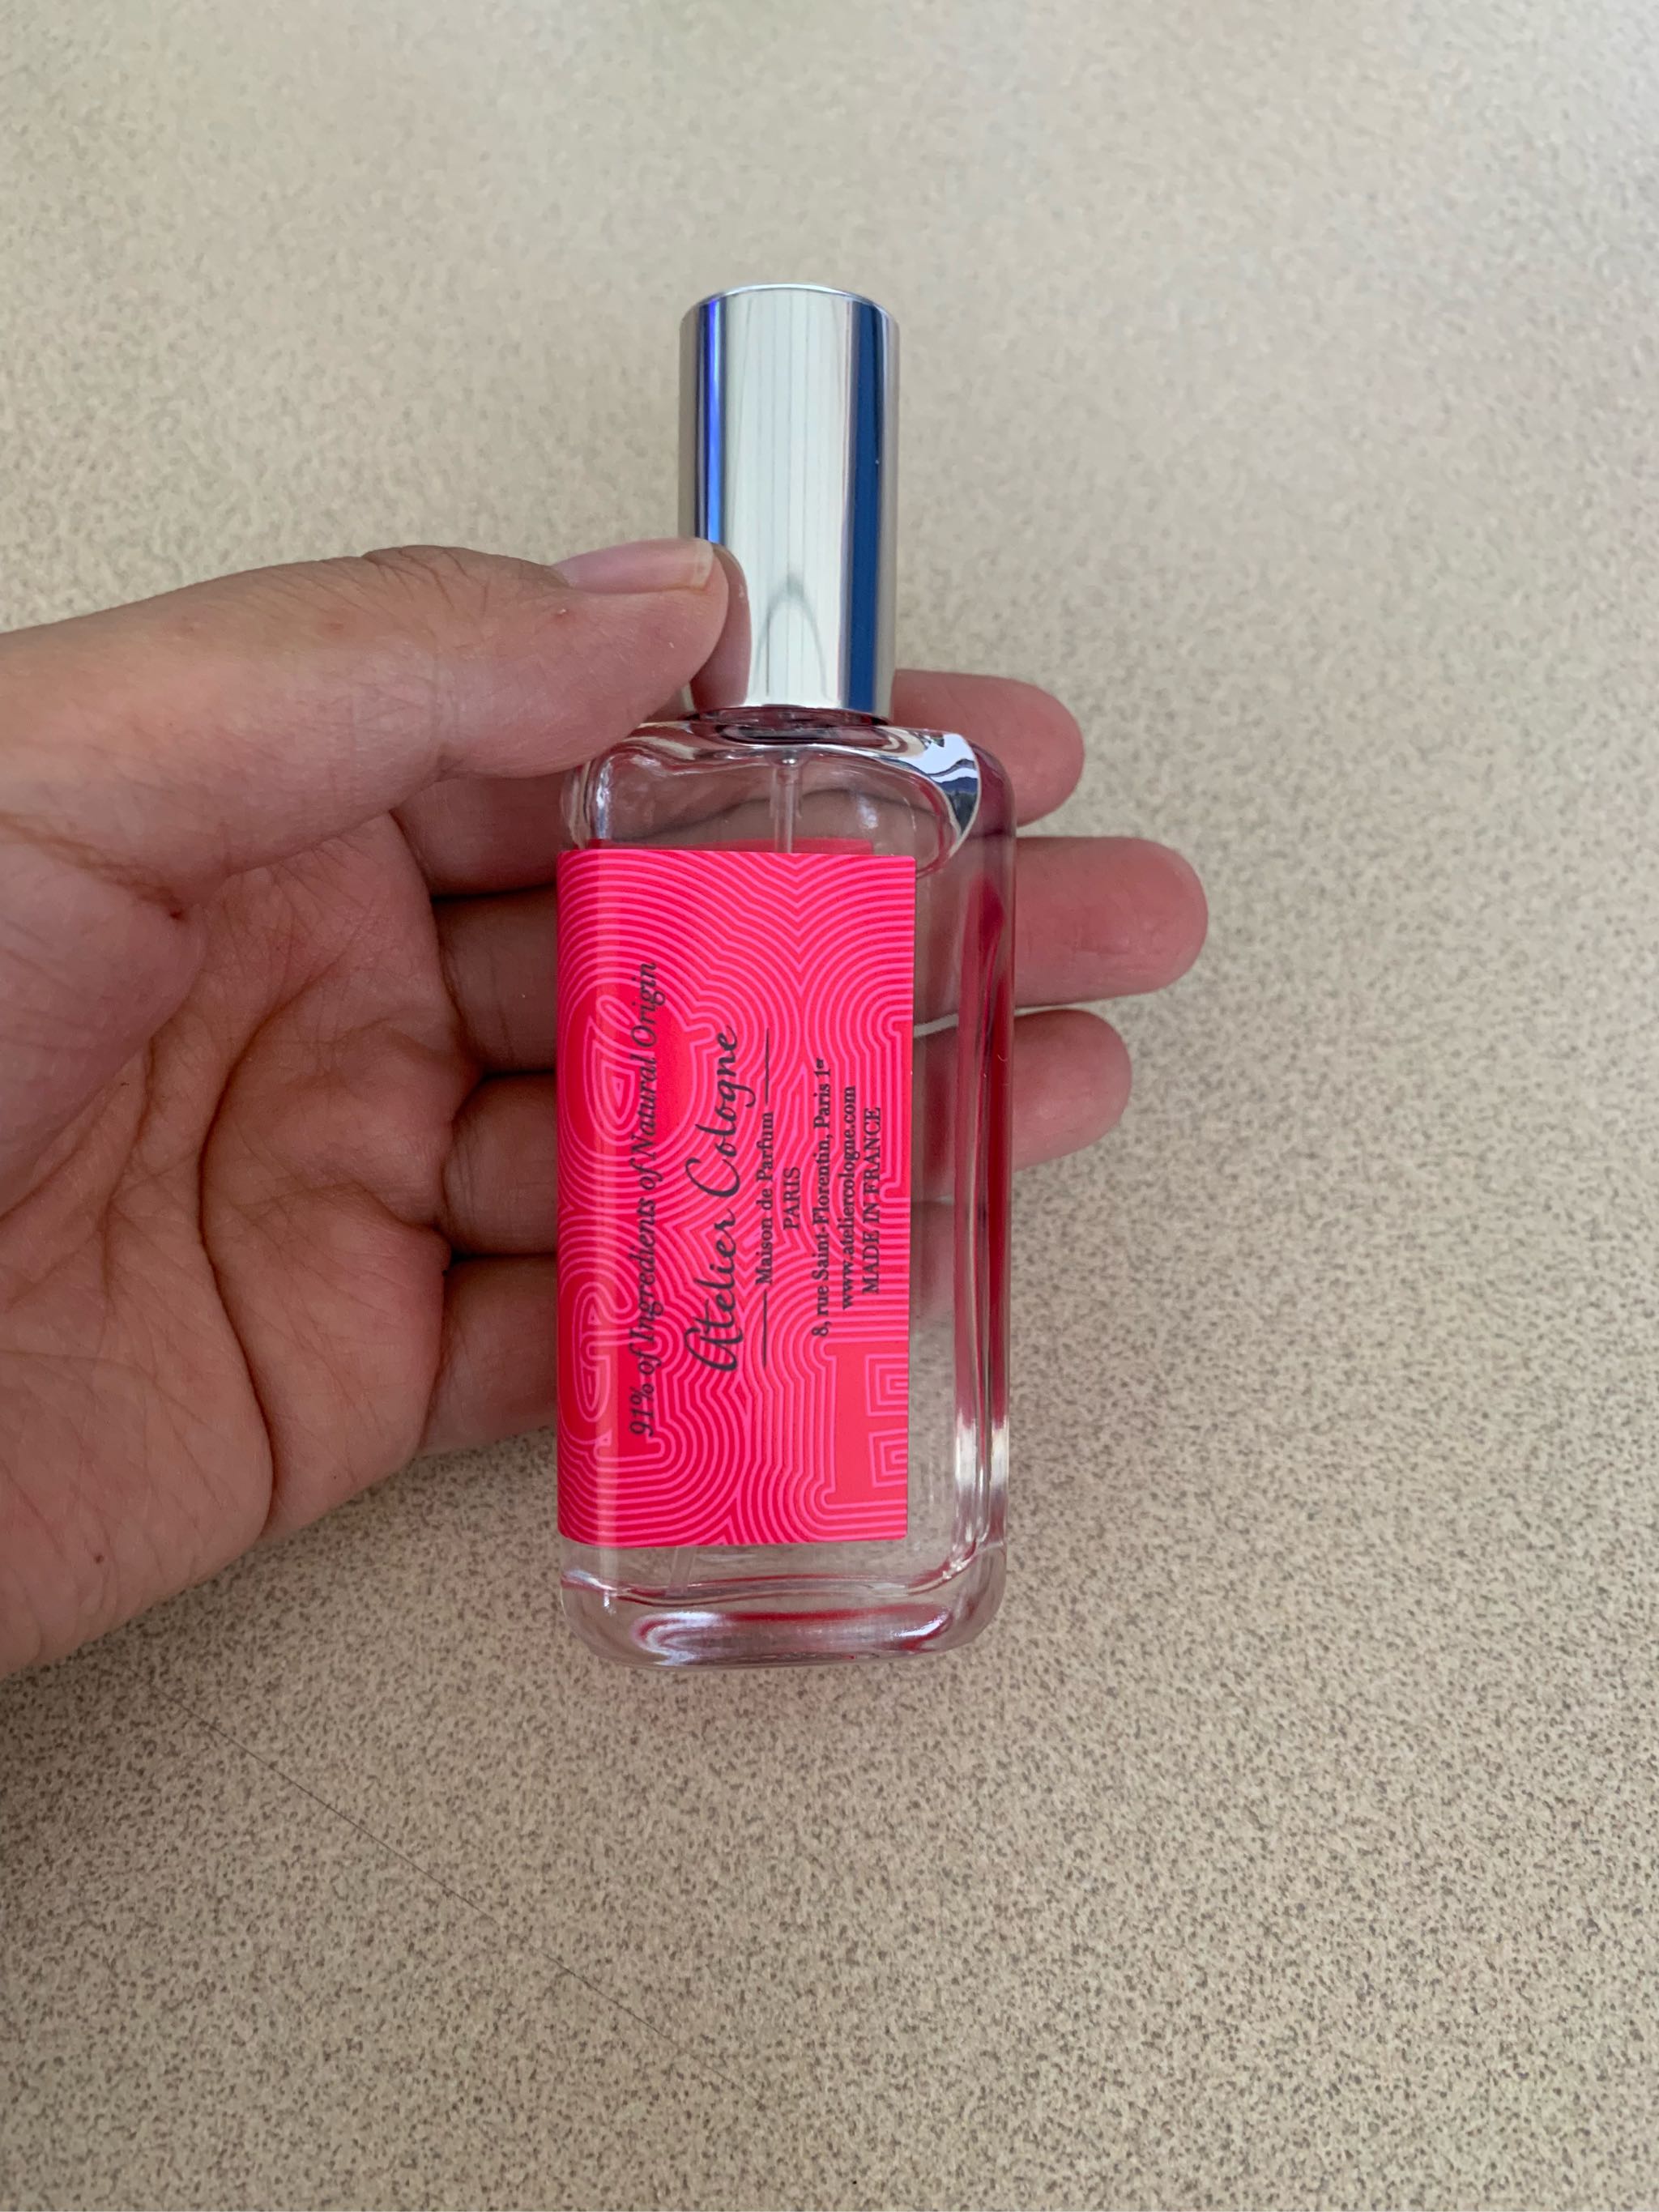 91% of Ingredients of Natural Origin
Atelier Cologne
Maison de Parfum
PARIS
8, rue Saint-Florentin, Paris 1er
www.ateliercologne.com
MADE IN FRANCE